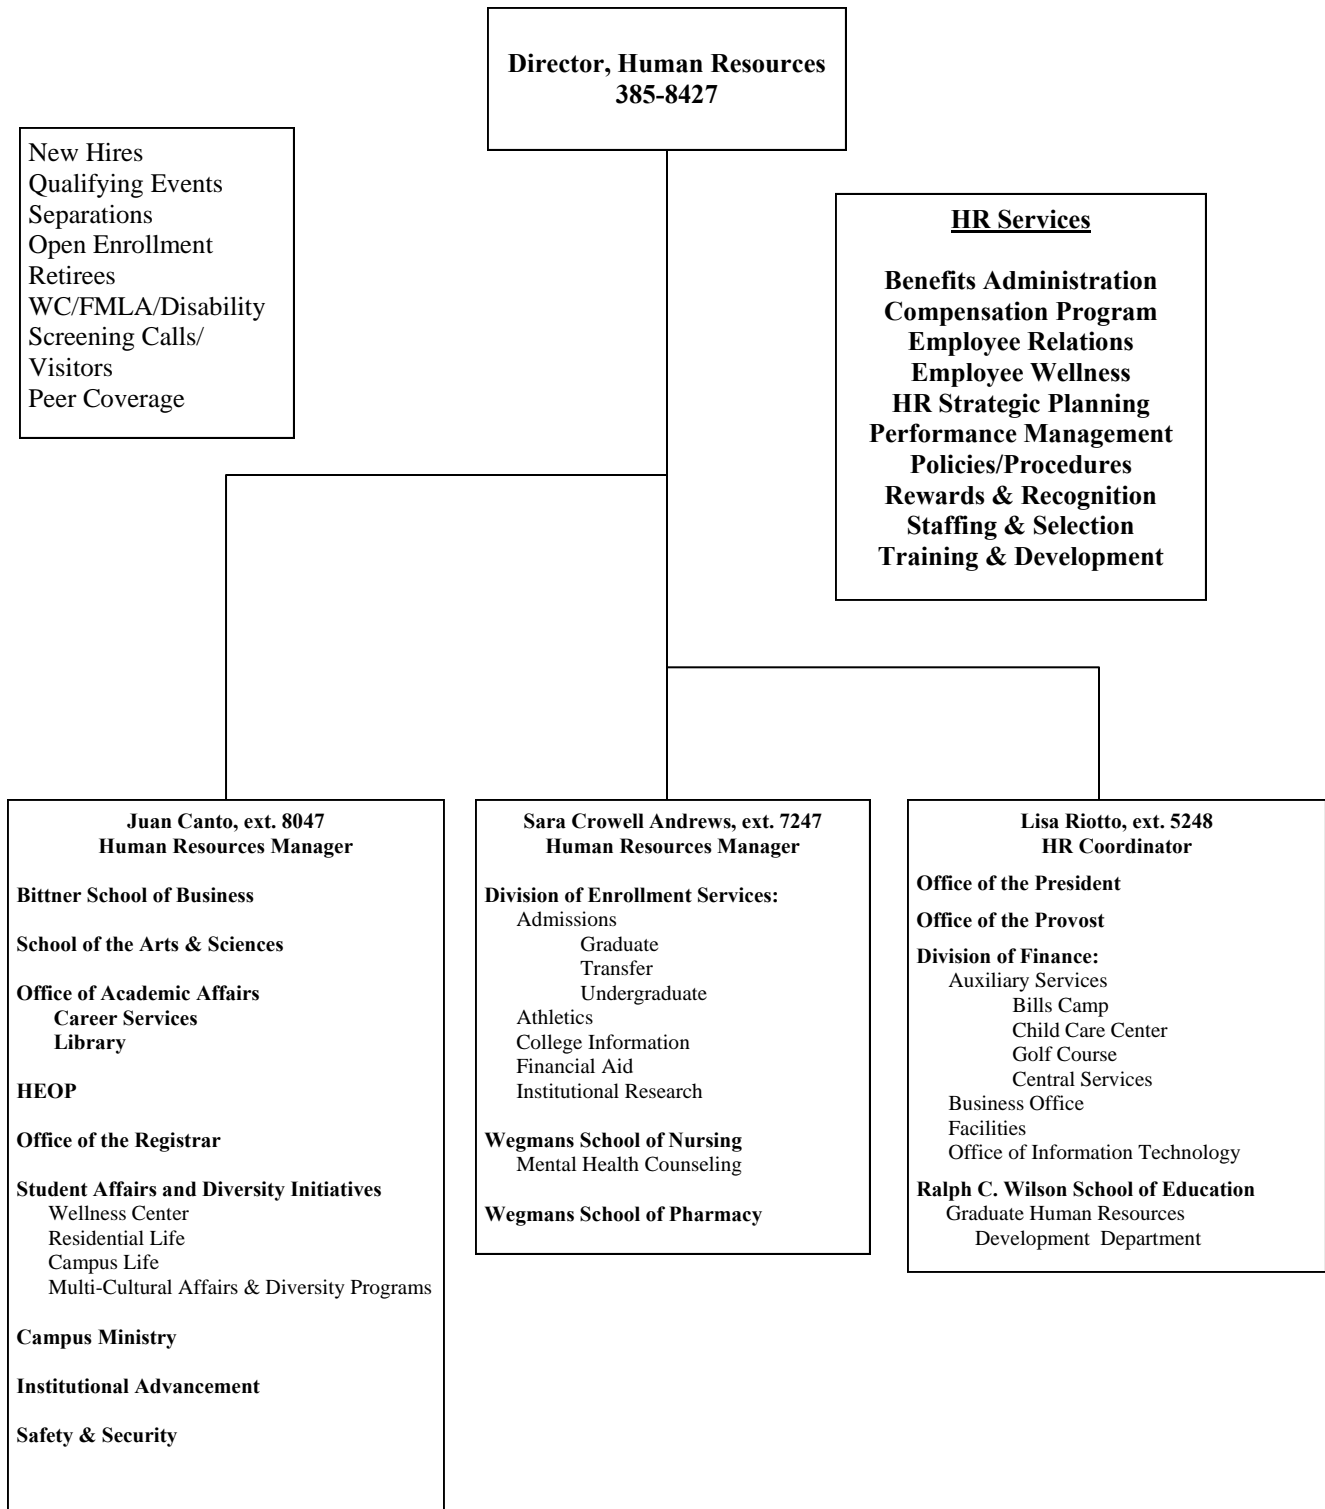 Director, Human Resources
385-8427
New Hires
Qualifying Events
Separations
Open Enrollment
Retirees
WC/FMLA/Disability
Screening Calls/
Visitors
Peer Coverage
HR Services
Benefits Administration
Compensation Program
Employee Relations
Employee Wellness
HR Strategic Planning
Performance Management
Policies/Procedures
Rewards & Recognition
Staffing & Selection
Training & Development
Juan Canto, ext. 8047
Human Resources Manager
Bittner School of Business
School of the Arts & Sciences
Office of Academic Affairs
Career Services
Library
HEOP
Office of the Registrar
Student Affairs and Diversity Initiatives
Wellness Center
Residential Life
Campus Life
Multi-Cultural Affairs & Diversity Programs
Campus Ministry
Institutional Advancement
Safety & Security
Sara Crowell Andrews, ext. 7247
Human Resources Manager
Division of Enrollment Services:
Admissions
Graduate
Transfer
Undergraduate
Athletics
College Information
Financial Aid
Institutional Research
Wegmans School of Nursing
Mental Health Counseling
Wegmans School of Pharmacy
Lisa Riotto, ext. 5248
HR Coordinator
Office of the President
Office of the Provost
Division of Finance:
Auxiliary Services
Bills Camp
Child Care Center
Golf Course
Central Services
Business Office
Facilities
Office of Information Technology
Ralph C. Wilson School of Education
Graduate Human Resources
Development Department